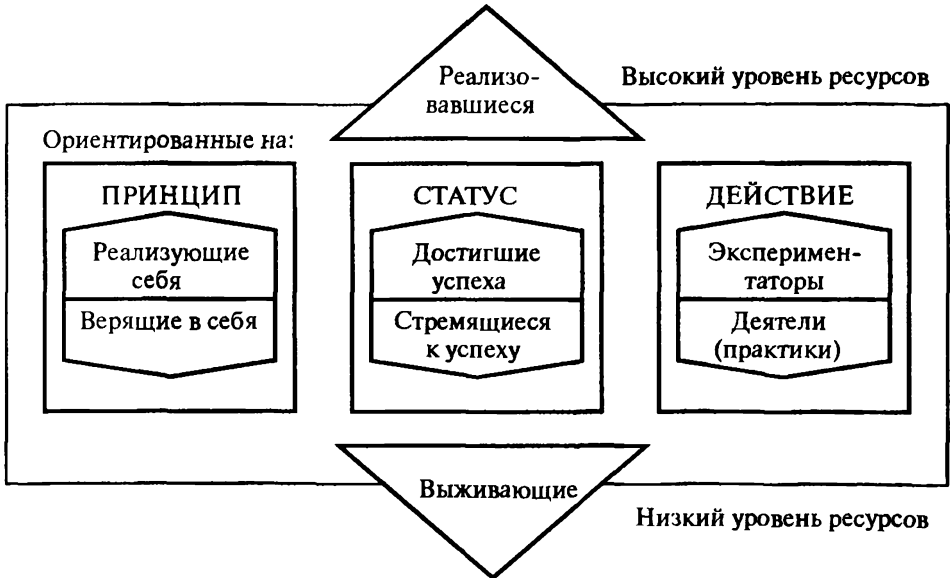 Реализо-
вавшиеся
Высокий уровень ресурсов
Ориентированные на:
ПРИНЦИП
Реализующие
себя
Верящие в себя
СТАТУС
Достигшие
успеха
Стремящиеся
к успеху
ДЕЙСТВИЕ
Эксперимен-
таторы
Деятели
(практики)
Выживающие
Низкий уровень ресурсов